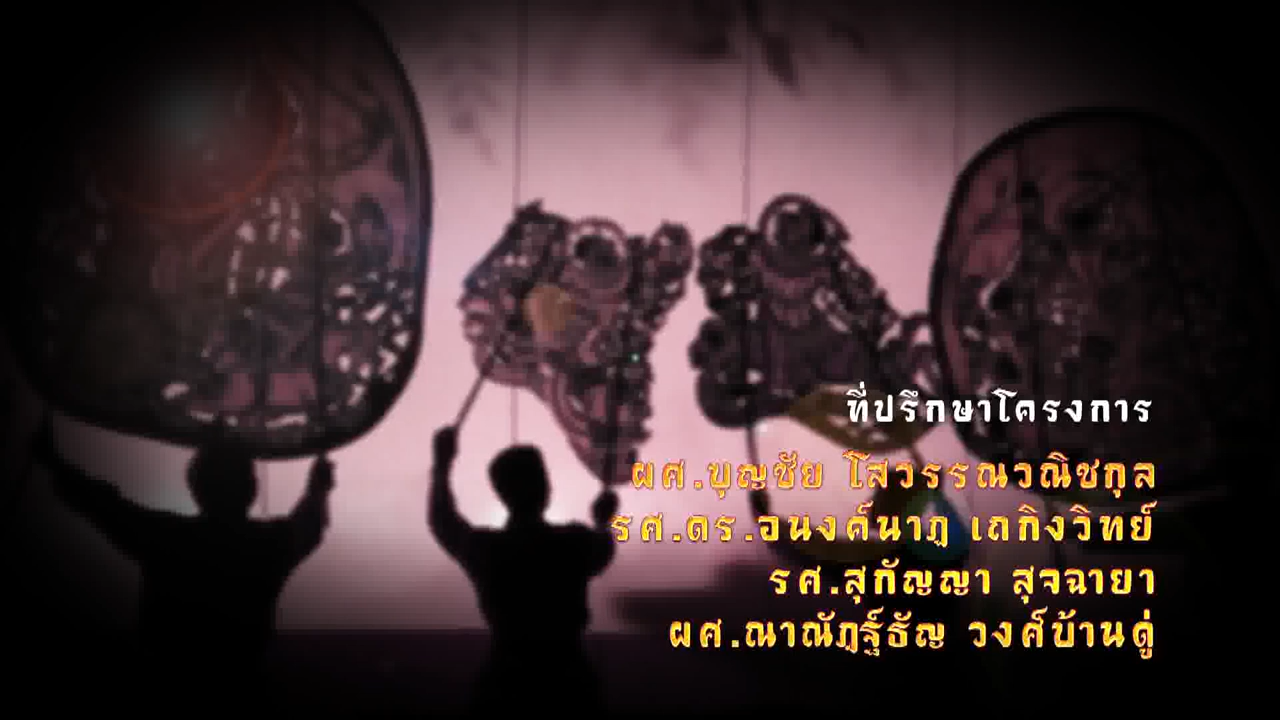 ที่ปรึกษาโครงการ
ผศ.บุญชัย โสวรรณวณิชกุล
รศ.ดร.อนงค์นาฏ เถกิงวิทย์
รศ.สุกัญญา สุจฉายา
ผศ.ณาณัฏฐ์ธัญ วงศ์บ้านดู่